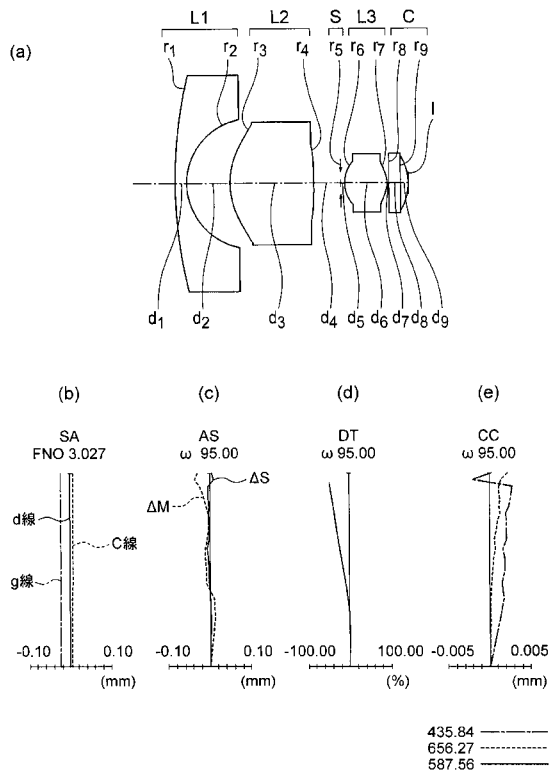 (a)
L1 L2 S L3 C
r1 r2 r3 r4 r5 r6 r7 r8 r9
I
d1 d2 d3 d4 d5 d6 d7 d8 d9
(b) (c) (d) (e)
SA AS DT CC
FNO 3.027 ω 95.00 ω 95.00 ω 95.00
ΔS
ΔM
d線
C線
g線
-0.10 0.10 -0.10 0.10 -100.00 100.00 -0.005 0.005
(mm) (mm) (%) (mm)
435.84
656.27
587.56